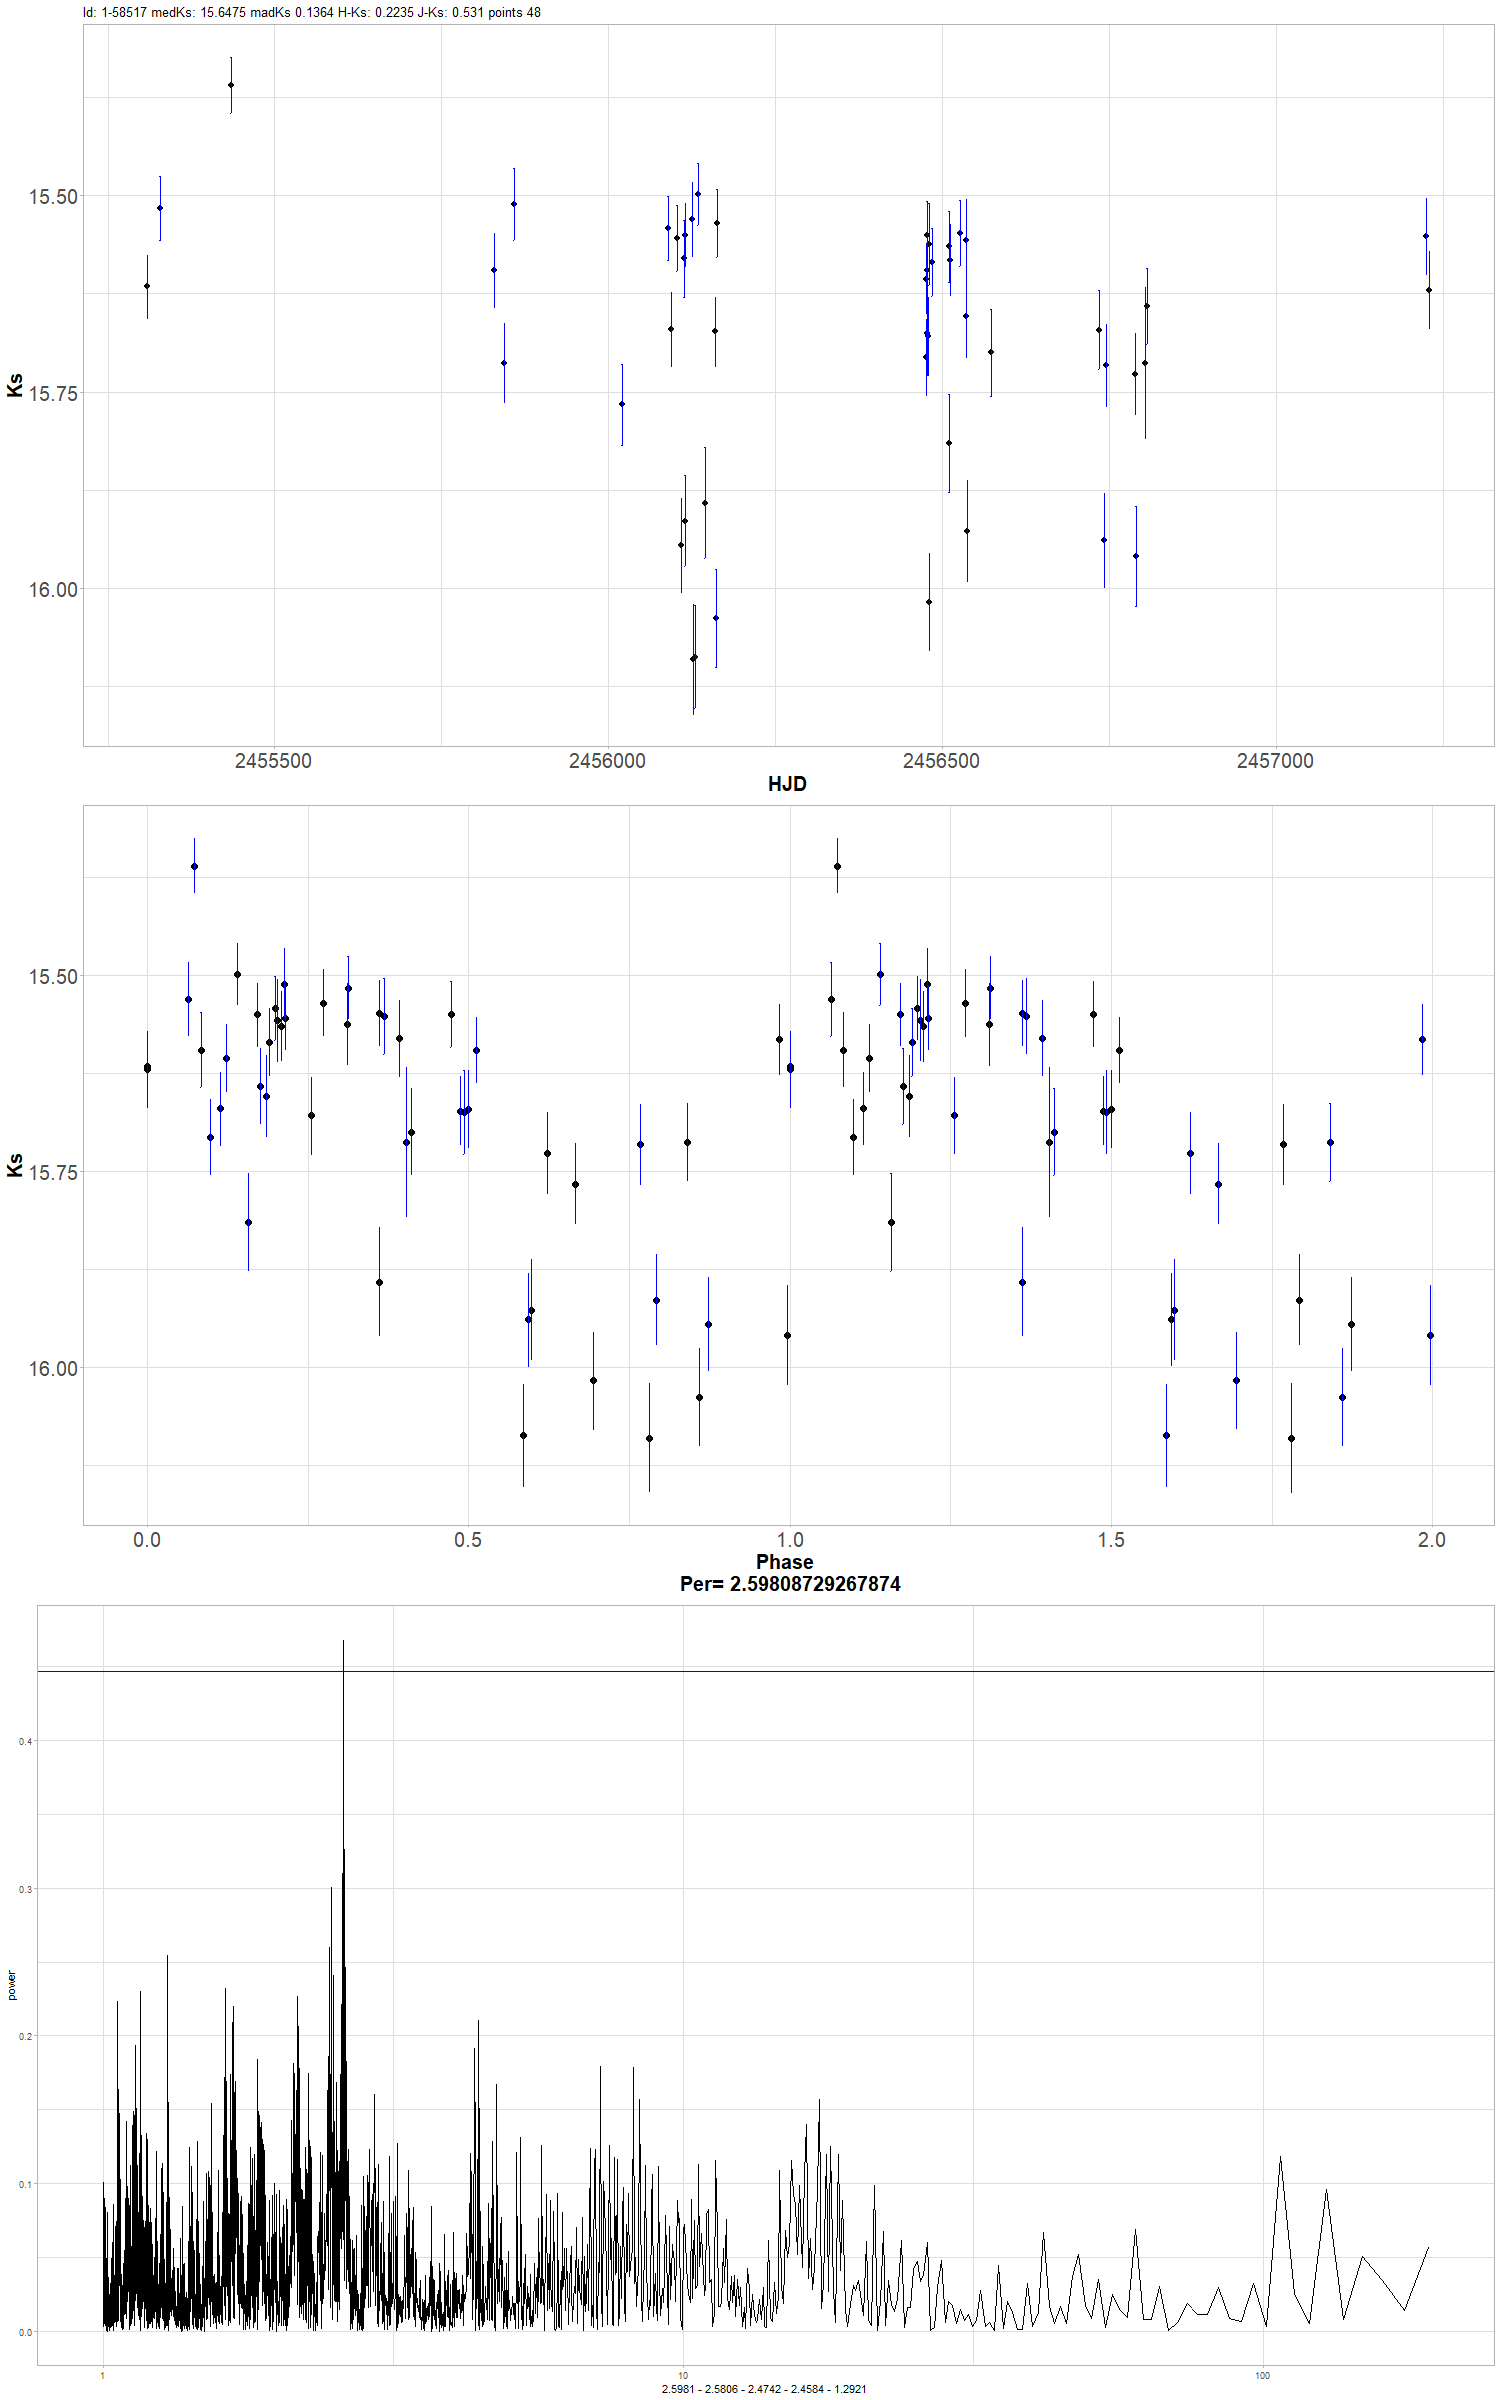 Id: 1-58517 medKs: 15.6475 madKs 0.1364 H-Ks: 0.2235 J-Ks: 0.531 points 48
15.50
15.75
16.00
Ks
2455500 2456000 2456500 2457000
HJD
15.50
15.75
16.00
Ks
0.0 0.5 1.0 1.5 2.0
Phase
Per= 2.59808729267874
0.4
0.3
0.2
0.1
0.0
power
1 10 100
2.5981 - 2.5806 - 2.4742 - 2.4584 - 1.2921